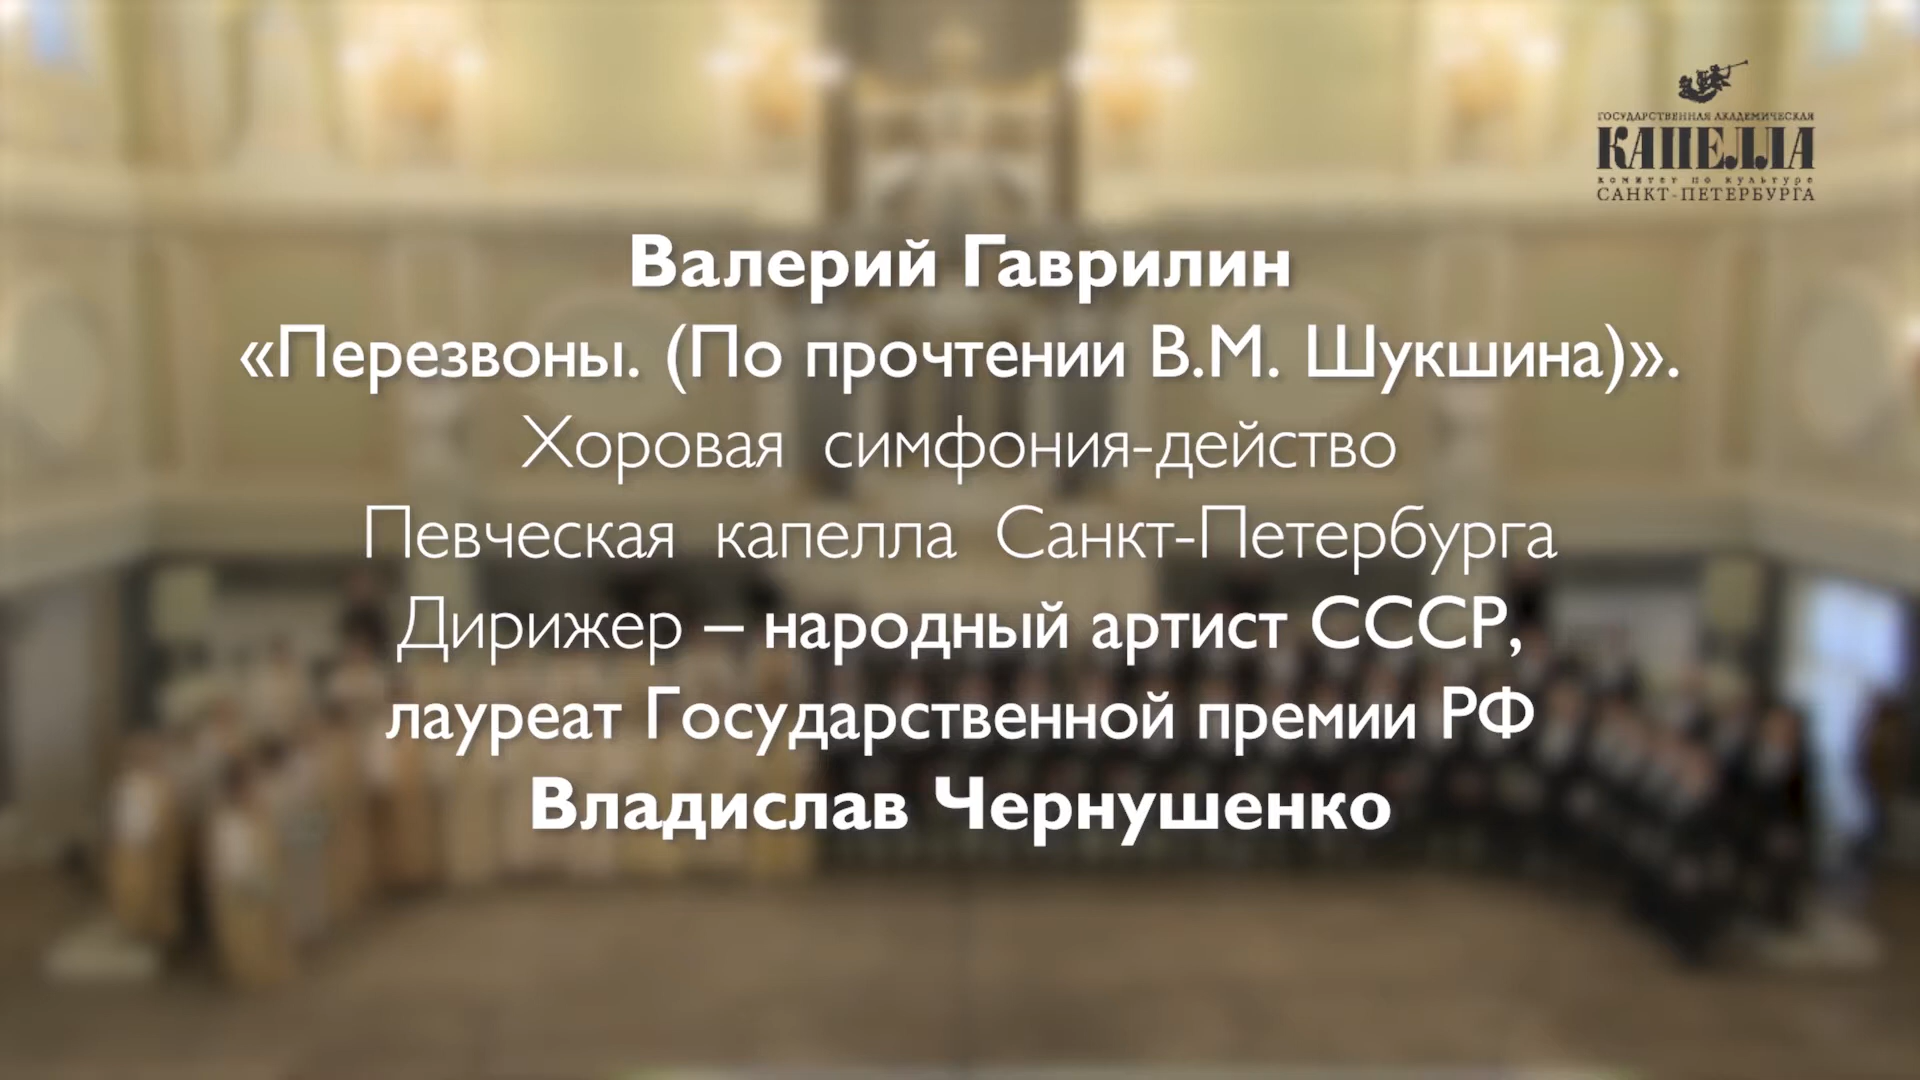 ГОСУДАРСТВЕННАЯ АКАДЕМИЧЕСКАЯ
КАПЕЛЛА
КОМИТЕТ ПО КУЛЬТУРЕ
САНКТ-ПЕТЕРБУРГА
Валерий Гаврилин
«Перезвоны. (По прочтении В.М. Шукшина)».
Хоровая симфония-действо
Певческая капелла Санкт-Петербурга
Дирижер – народный артист СССР,
лауреат Государственной премии РФ
Владислав Чернушенко